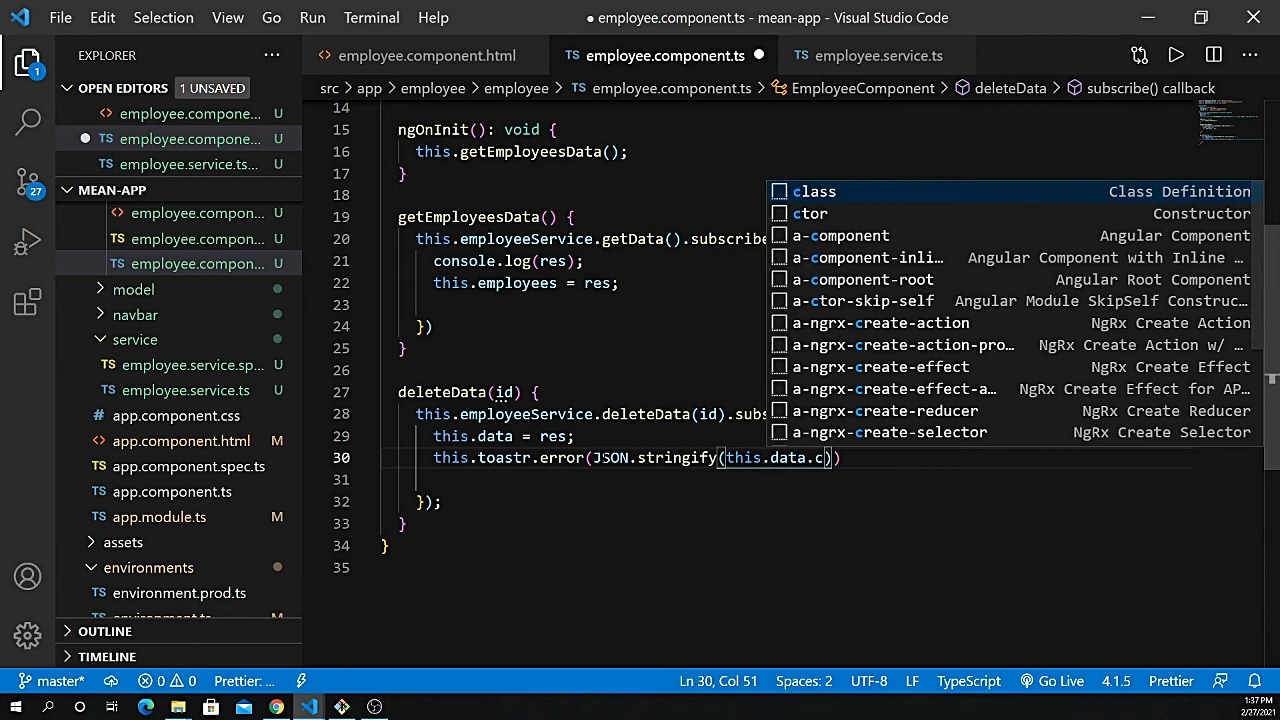 File Edit Selection View Go Run Terminal Help
● employee.component.ts - mean-app - Visual Studio Code
EXPLORER
OPEN EDITORS 1 UNSAVED
employee.compone... U
employee.compone... U
employee.service.ts... U
MEAN-APP
employee.compon... U
employee.compon... U
employee.compon... U
model
navbar
service
employee.service.sp... U
employee.service.ts U
app.component.css
app.component.html M
app.component.spec.ts
app.component.ts
app.module.ts M
assets
environments
environment.prod.ts
OUTLINE
TIMELINE
employee.component.html
employee.component.ts
employee.service.ts
src > app > employee > employee > employee.component.ts > EmployeeComponent > deleteData > subscribe() callback
14
15 ngOnInit(): void {
16 this.getEmployeesData();
17 }
18
19 getEmployeesData() {
20 this.employeeService.getData().subscribe
21 console.log(res);
22 this.employees = res;
23
24 })
25 }
26
27 deleteData(id) {
28 this.employeeService.deleteData(id).subs
29 this.data = res;
30 this.toastr.error(JSON.stringify(this.data.c))
31
32 });
33 }
34 }
35
class Class Definition
ctor Constructor
a-component Angular Component
a-component-inli... Angular Component with Inline ...
a-component-root Angular Root Component
a-ctor-skip-self Angular Module SkipSelf Construc...
a-ngrx-create-action NgRx Create Action
a-ngrx-create-action-pro... NgRx Create Action w/ ...
a-ngrx-create-effect NgRx Create Effect
a-ngrx-create-effect-a... NgRx Create Effect for AP...
a-ngrx-create-reducer NgRx Create Reducer
a-ngrx-create-selector NgRx Create Selector
1
27
master* 0 0 Prettier: ... Ln 30, Col 51 Spaces: 2 UTF-8 LF TypeScript Go Live 4.1.5 Prettier
1:37 PM
2/27/2021